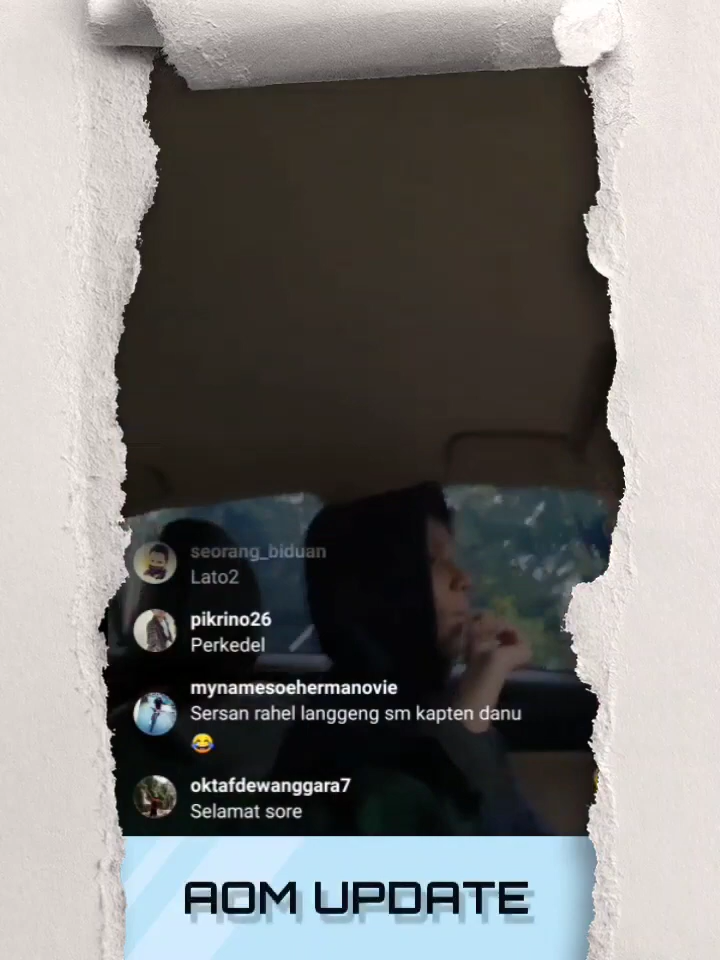 seorang_biduan
Lato2
pikrino26
Perkedel
mynamesoehermanovie
Sersan rahel langgeng sm kapten danu
😂
oktafdewanggara7
Selamat sore
AOM UPDATE